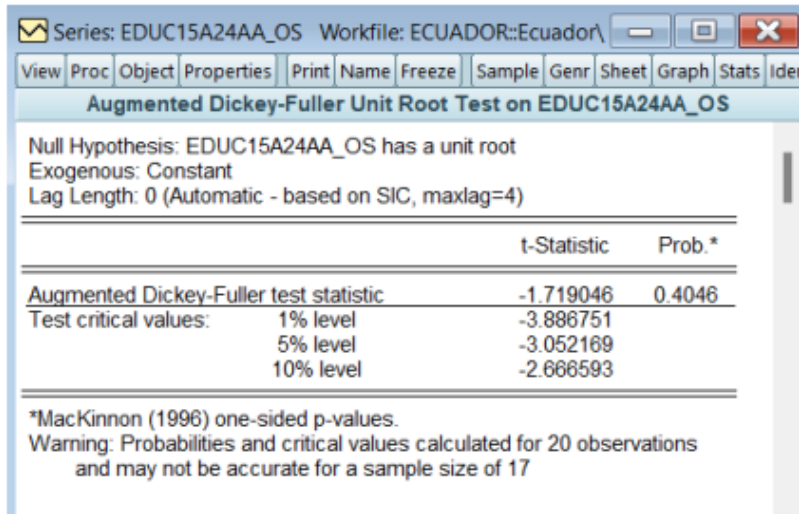 Series: EDUC15A24AA_OS Workfile: ECUADOR::Ecuador\
View Proc Object Properties Print Name Freeze Sample Genr Sheet Graph Stats Iden
Augmented Dickey-Fuller Unit Root Test on EDUC15A24AA_OS
Null Hypothesis: EDUC15A24AA_OS has a unit root
Exogenous: Constant
Lag Length: 0 (Automatic - based on SIC, maxlag=4)
t-Statistic Prob.*
Augmented Dickey-Fuller test statistic -1.719046 0.4046
Test critical values: 1% level -3.886751
5% level -3.052169
10% level -2.666593
*MacKinnon (1996) one-sided p-values.
Warning: Probabilities and critical values calculated for 20 observations
and may not be accurate for a sample size of 17